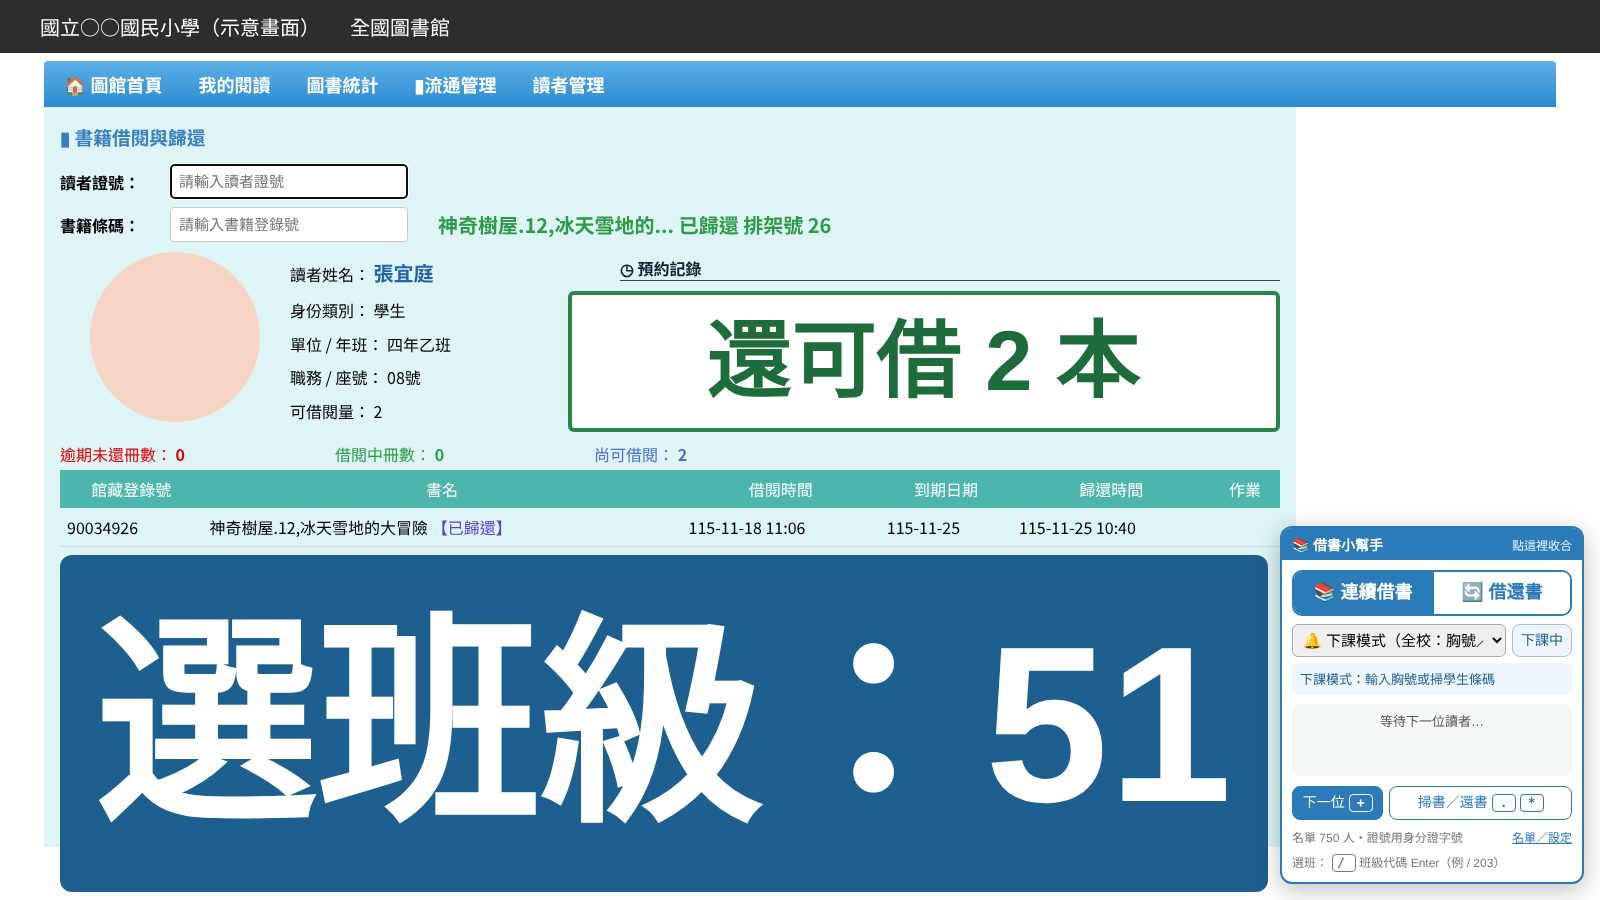 國立〇〇國民小學（示意畫面） 全國圖書館
🏠 圖館首頁 我的閱讀 圖書統計 ▮流通管理 讀者管理
▮ 書籍借閱與歸還
讀者證號： 請輸入讀者證號
書籍條碼： 請輸入書籍登錄號 神奇樹屋.12,冰天雪地的... 已歸還 排架號 26
讀者姓名： 張宜庭
身份類別： 學生
單位 / 年班： 四年乙班
職務 / 座號： 08號
可借閱量： 2
◷ 預約記錄
還可借 2 本
逾期未還冊數： 0 借閱中冊數： 0 尚可借閱： 2
館藏登錄號 書名 借閱時間 到期日期 歸還時間 作業
90034926 神奇樹屋.12,冰天雪地的大冒險 【已歸還】 115-11-18 11:06 115-11-25 115-11-25 10:40
選班級：51
📚 借書小幫手 點這裡收合
📚 連續借書 🔄 借還書
🔔 下課模式（全校：胸號／ 下課中
下課模式：輸入胸號或掃學生條碼
等待下一位讀者…
下一位 + 掃書／還書 . *
名單 750 人・證號用身分證字號 名單／設定
選班： / 班級代碼 Enter（例 / 203）